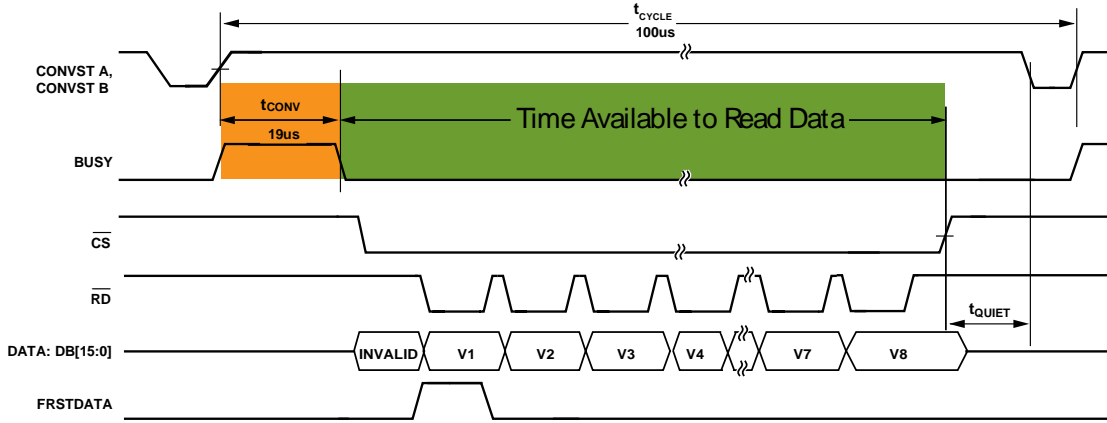 tCYCLE
100us
CONVST A,
CONVST B
tCONV
Time Available to Read Data
19us
BUSY
CS
RD
tQUIET
DATA: DB[15:0]
INVALID
V1
V2
V3
V4
V7
V8
FRSTDATA